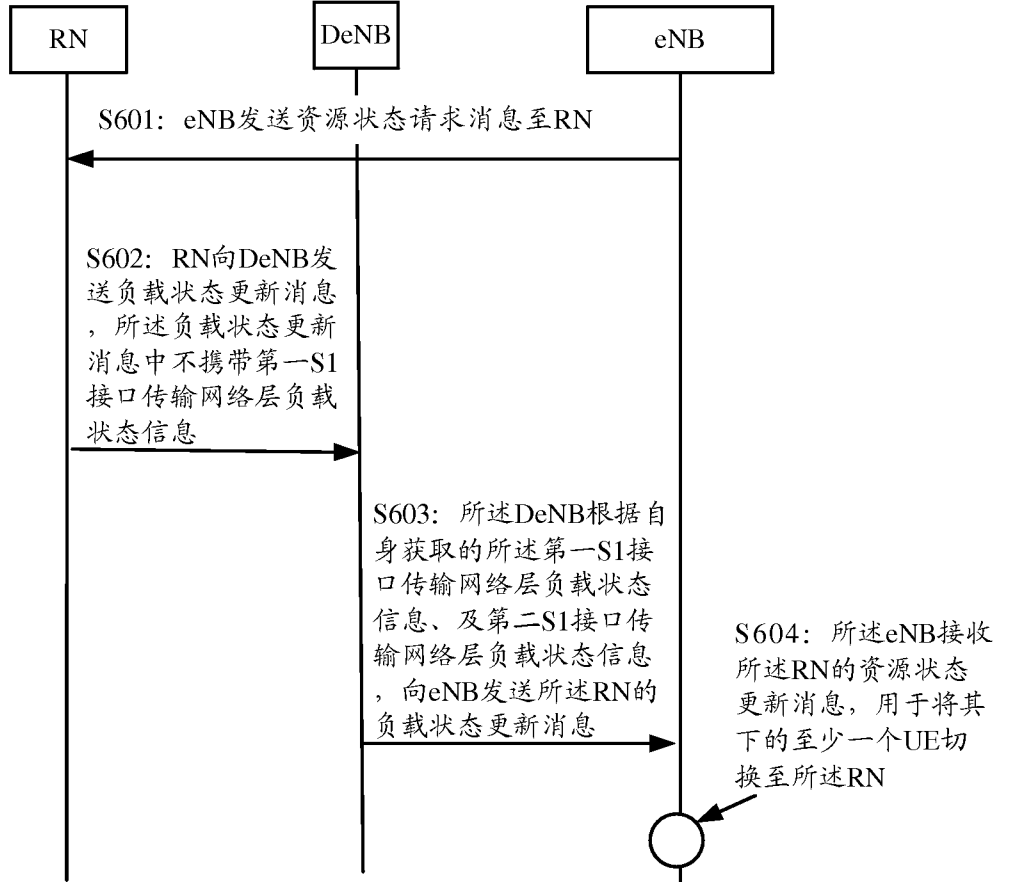 RN
DeNB
eNB
S601：eNB发送资源状态请求消息至RN
S602：RN向DeNB发
送负载状态更新消息
，所述负载状态更新
消息中不携带第一S1
接口传输网络层负载
状态信息
S603：所述DeNB根据自
身获取的所述第一S1接
口传输网络层负载状态
信息、及第二S1接口传
输网络层负载状态信息
，向eNB发送所述RN的
负载状态更新消息
S604：所述eNB接收
所述RN的资源状态
更新消息，用于将其
下的至少一个UE切
换至所述RN